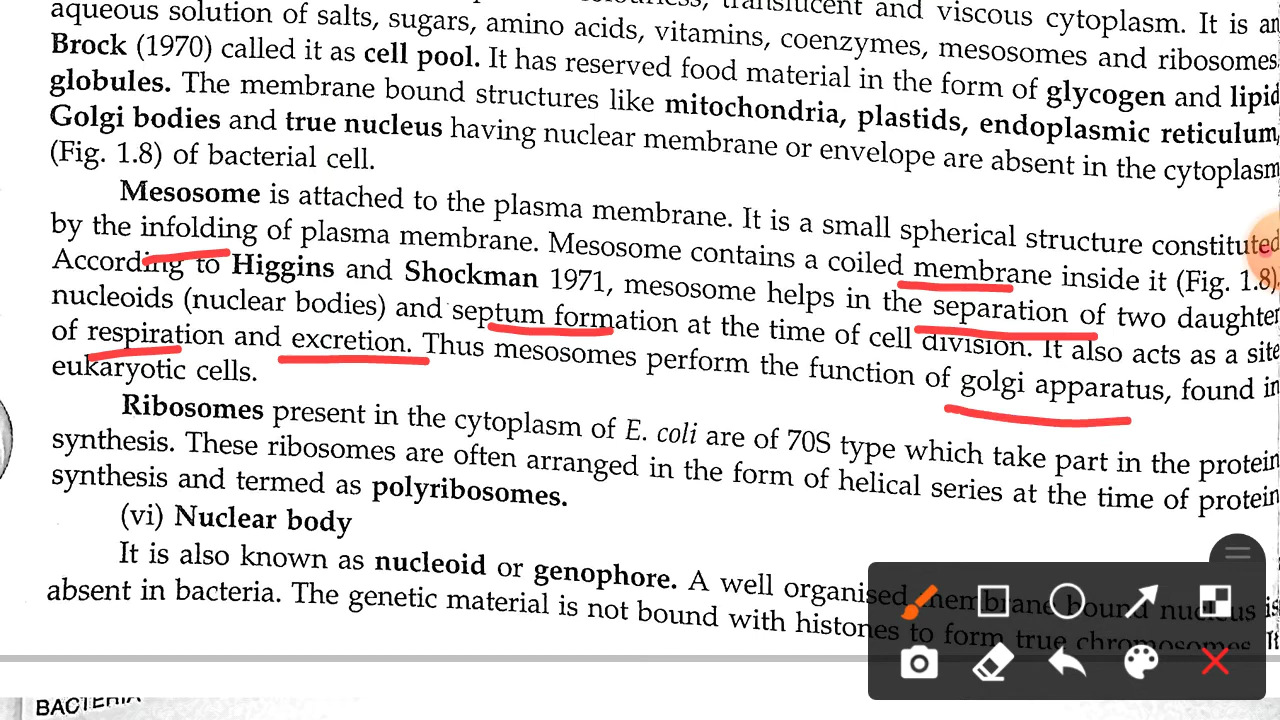 translucent and viscous cytoplasm. It is an
aqueous solution of salts, sugars, amino acids, vitamins, coenzymes, mesosomes and ribosomes
Brock (1970) called it as cell pool. It has reserved food material in the form of glycogen and lipid
globules. The membrane bound structures like mitochondria, plastids, endoplasmic reticulum,
Golgi bodies and true nucleus having nuclear membrane or envelope are absent in the cytoplasm
(Fig. 1.8) of bacterial cell.
Mesosome is attached to the plasma membrane. It is a small spherical structure constituted
by the infolding of plasma membrane. Mesosome contains a coiled membrane inside it (Fig. 1.8).
According to Higgins and Shockman 1971, mesosome helps in the separation of two daughter
nucleoids (nuclear bodies) and septum formation at the time of cell division. It also acts as a site
of respiration and excretion. Thus mesosomes perform the function of golgi apparatus, found in
eukaryotic cells.
Ribosomes present in the cytoplasm of E. coli are of 70S type which take part in the protein
synthesis. These ribosomes are often arranged in the form of helical series at the time of protein
synthesis and termed as polyribosomes.
(vi) Nuclear body
It is also known as nucleoid or genophore. A well organised membrane bound nucleus is
absent in bacteria. The genetic material is not bound with histones to form true chromosomes. It
BACTERIA